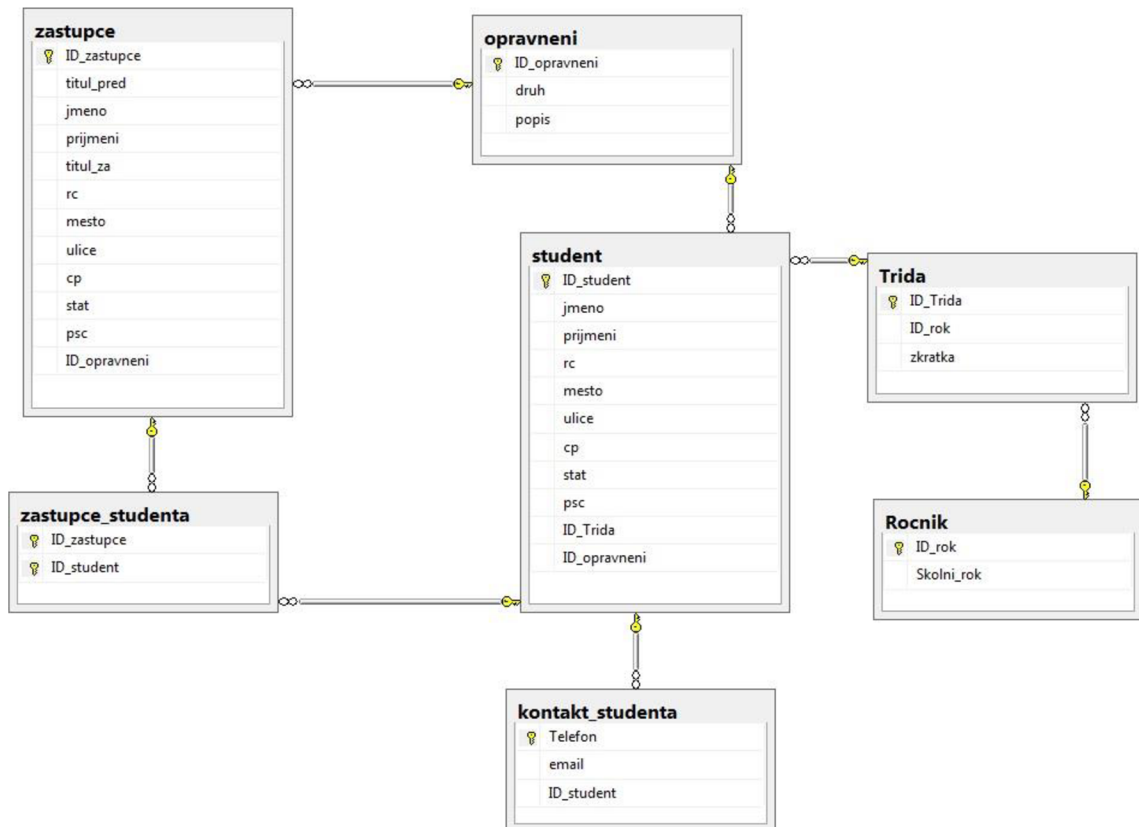 zastupce
ID_zastupce
titul_pred
jmeno
prijmeni
titul_za
rc
mesto
ulice
cp
stat
psc
ID_opravneni
opravneni
ID_opravneni
druh
popis
student
ID_student
jmeno
prijmeni
rc
mesto
ulice
cp
stat
psc
ID_Trida
ID_opravneni
Trida
ID_Trida
ID_rok
zkratka
zastupce_studenta
ID_zastupce
ID_student
Rocnik
ID_rok
Skolni_rok
kontakt_studenta
Telefon
email
ID_student